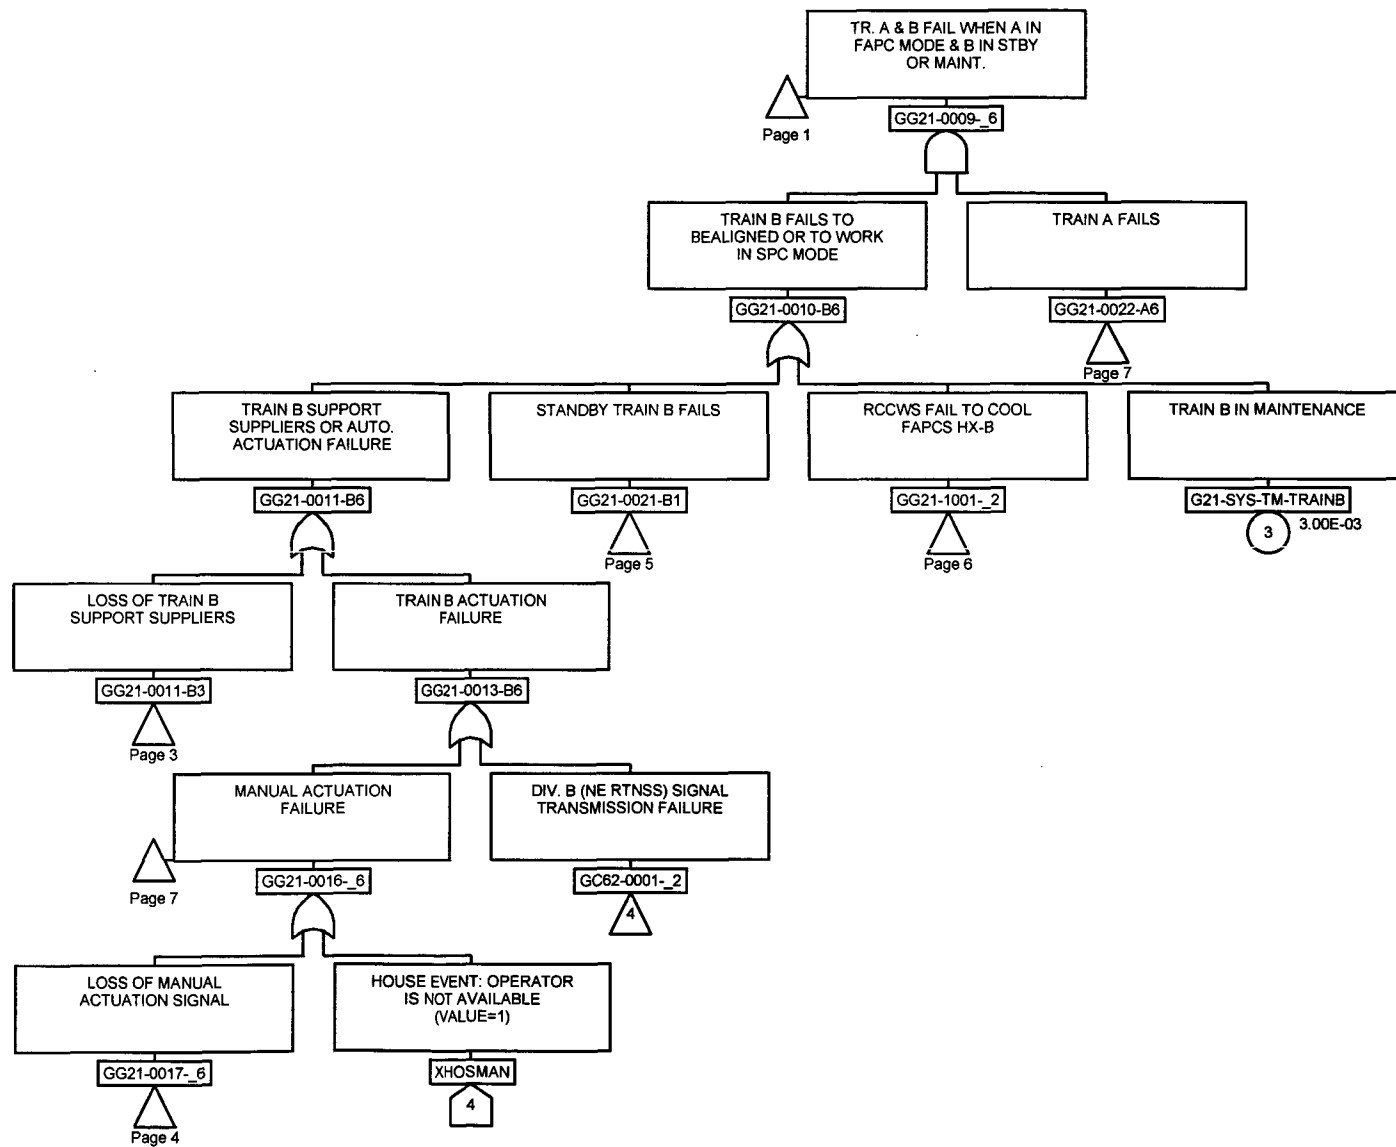 TR. A & B FAIL WHEN A IN
FAPC MODE & B IN STBY
OR MAINT.
Page 1
GG21-0009-_6
TRAIN B FAILS TO
BEALIGNED OR TO WORK
IN SPC MODE
GG21-0010-B6
TRAIN A FAILS
GG21-0022-A6
Page 7
TRAIN B SUPPORT
SUPPLIERS OR AUTO.
ACTUATION FAILURE
GG21-0011-B6
STANDBY TRAIN B FAILS
GG21-0021-B1
Page 5
RCCWS FAIL TO COOL
FAPCS HX-B
GG21-1001-_2
Page 6
TRAIN B IN MAINTENANCE
G21-SYS-TM-TRAINB
3
3.00E-03
LOSS OF TRAIN B
SUPPORT SUPPLIERS
GG21-0011-B3
Page 3
TRAIN B ACTUATION
FAILURE
GG21-0013-B6
MANUAL ACTUATION
FAILURE
Page 7
GG21-0016-_6
DIV. B (NE RTNSS) SIGNAL
TRANSMISSION FAILURE
GC62-0001-_2
4
LOSS OF MANUAL
ACTUATION SIGNAL
GG21-0017-_6
Page 4
HOUSE EVENT: OPERATOR
IS NOT AVAILABLE
(VALUE=1)
XHOSMAN
4